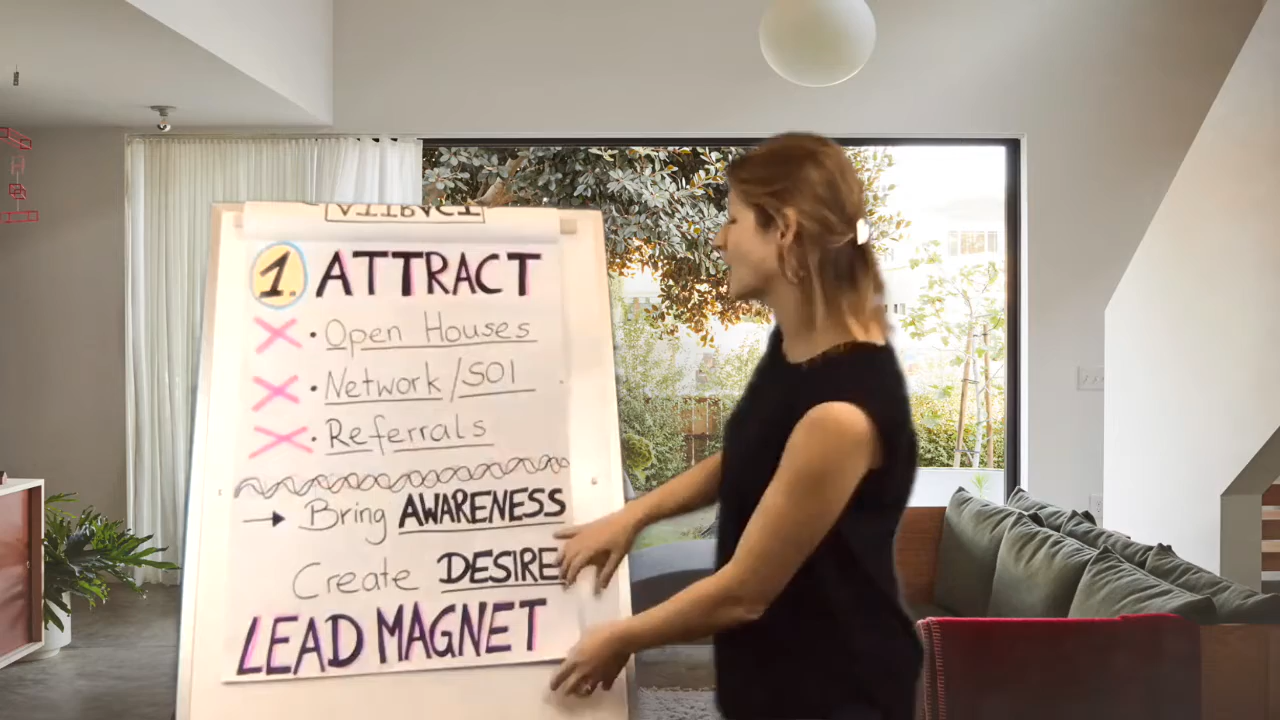 1. ATTRACT
• Open Houses
• Network/SOI
• Referrals
→ Bring AWARENESS
Create DESIRE
LEAD MAGNET